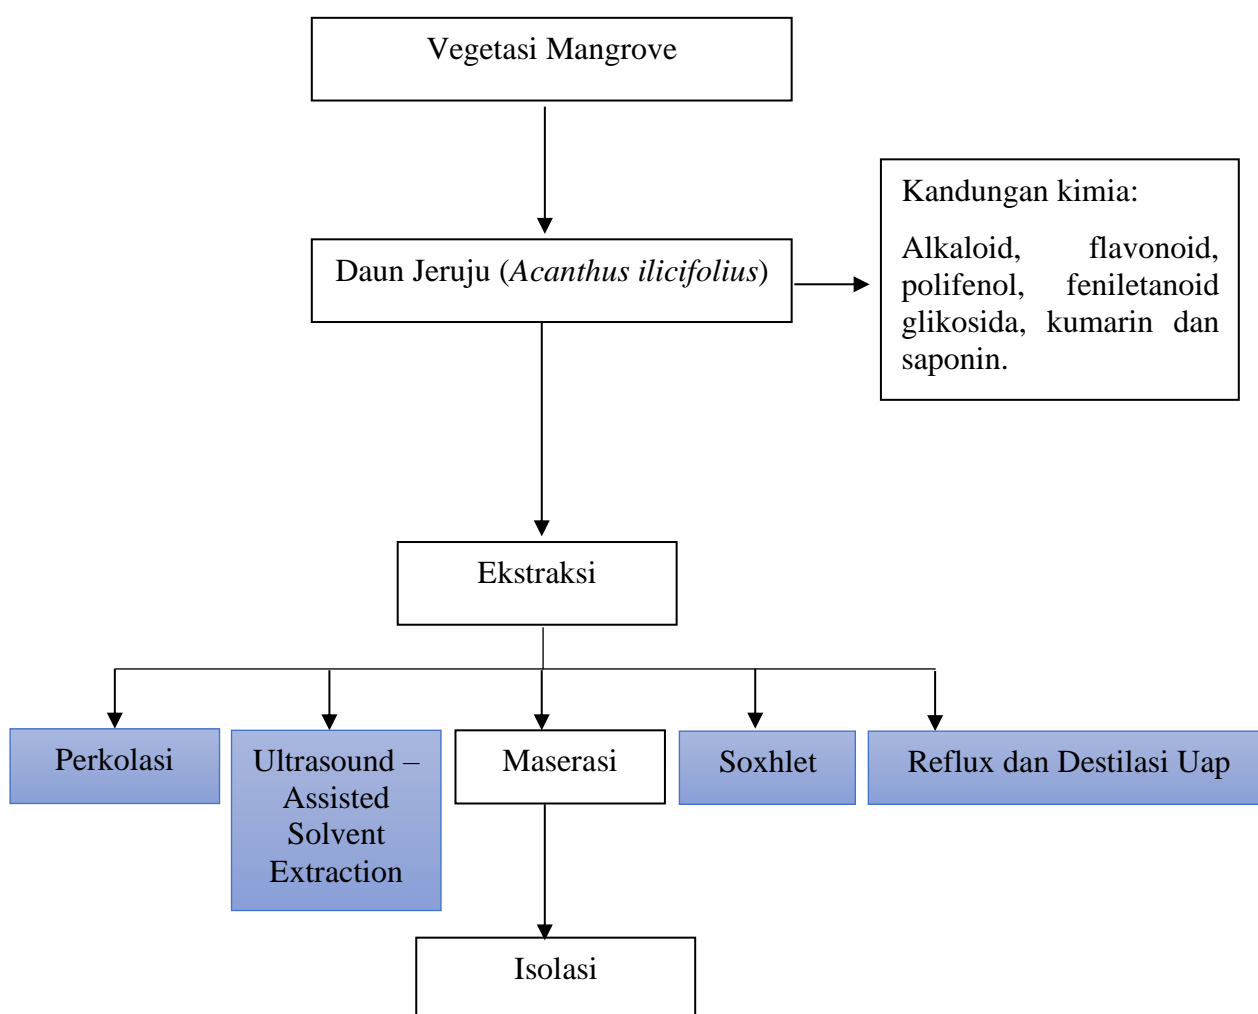 Vegetasi Mangrove
Kandungan kimia:
Alkaloid, flavonoid,
polifenol, feniletanoid
glikosida, kumarin dan
saponin.
Daun Jeruju (Acanthus ilicifolius)
Ekstraksi
Perkolasi
Ultrasound –
Assisted
Solvent
Extraction
Maserasi
Soxhlet
Reflux dan Destilasi Uap
Isolasi